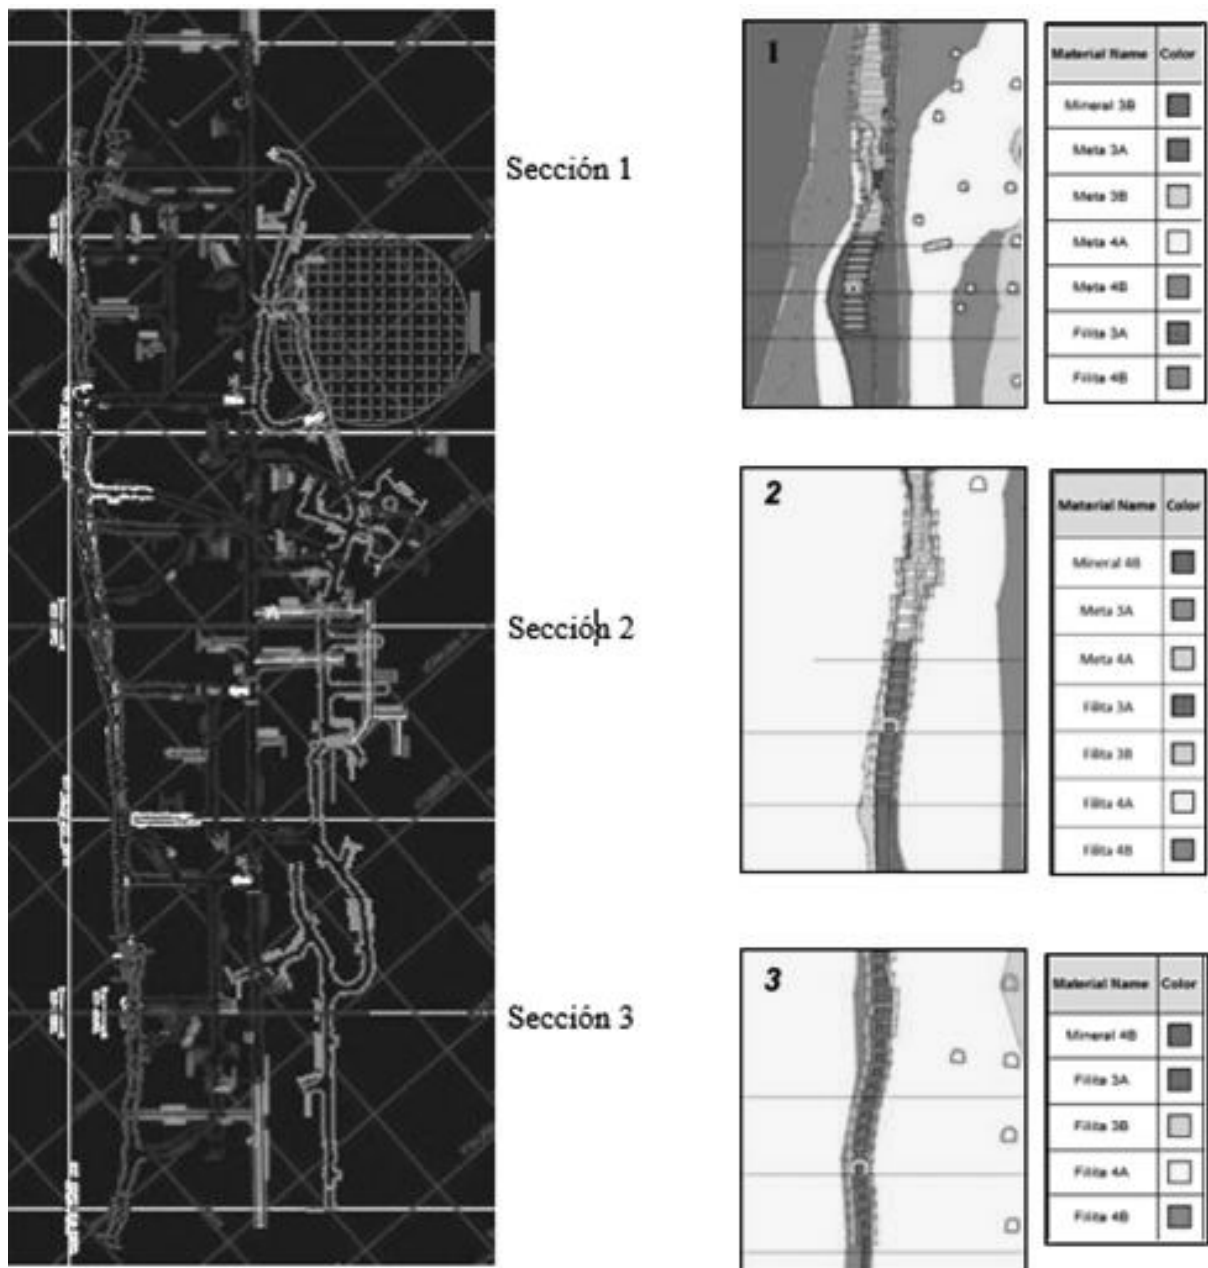 Sección 1
Sección 2
Sección 3
1
Material Name Color
Mineral 3B
Meta 3A
Meta 3B
Meta 4A
Meta 4B
Filita 3A
Filita 4B
2
Material Name Color
Mineral 4B
Meta 3A
Meta 4A
Filita 3A
Filita 3B
Filita 4A
Filita 4B
3
Material Name Color
Mineral 4B
Filita 3A
Filita 3B
Filita 4A
Filita 4B